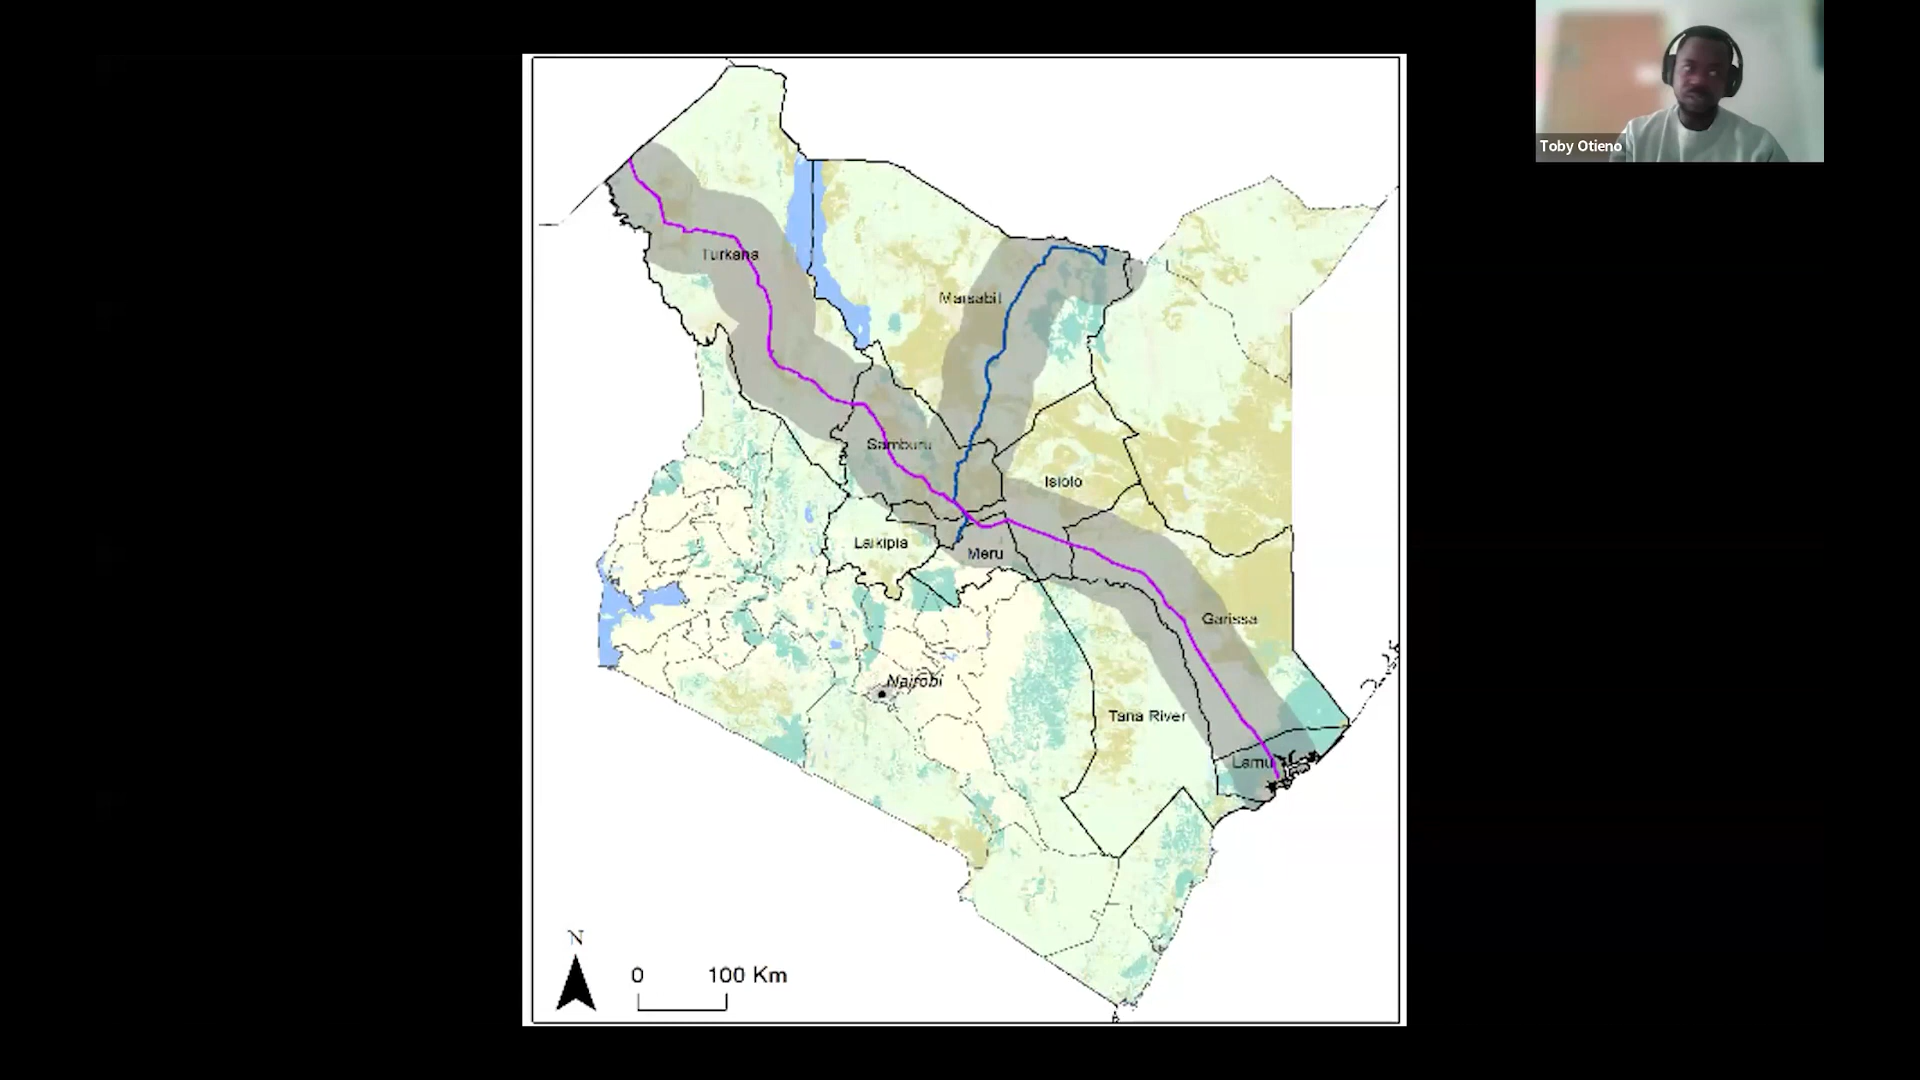 Toby Otieno
Turkana
Marsabit
Samburu
Isiolo
Laikipia
Meru
Garissa
Nairobi
Tana River
Lamu
N
0 100 Km